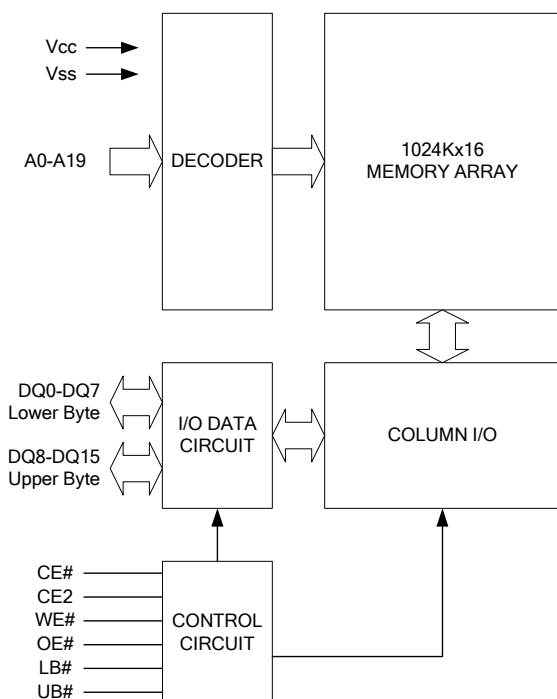 Vcc
Vss
A0-A19
DECODER
1024Kx16
MEMORY ARRAY
DQ0-DQ7
Lower Byte
DQ8-DQ15
Upper Byte
I/O DATA
CIRCUIT
COLUMN I/O
CE#
CE2
WE#
OE#
LB#
UB#
CONTROL
CIRCUIT